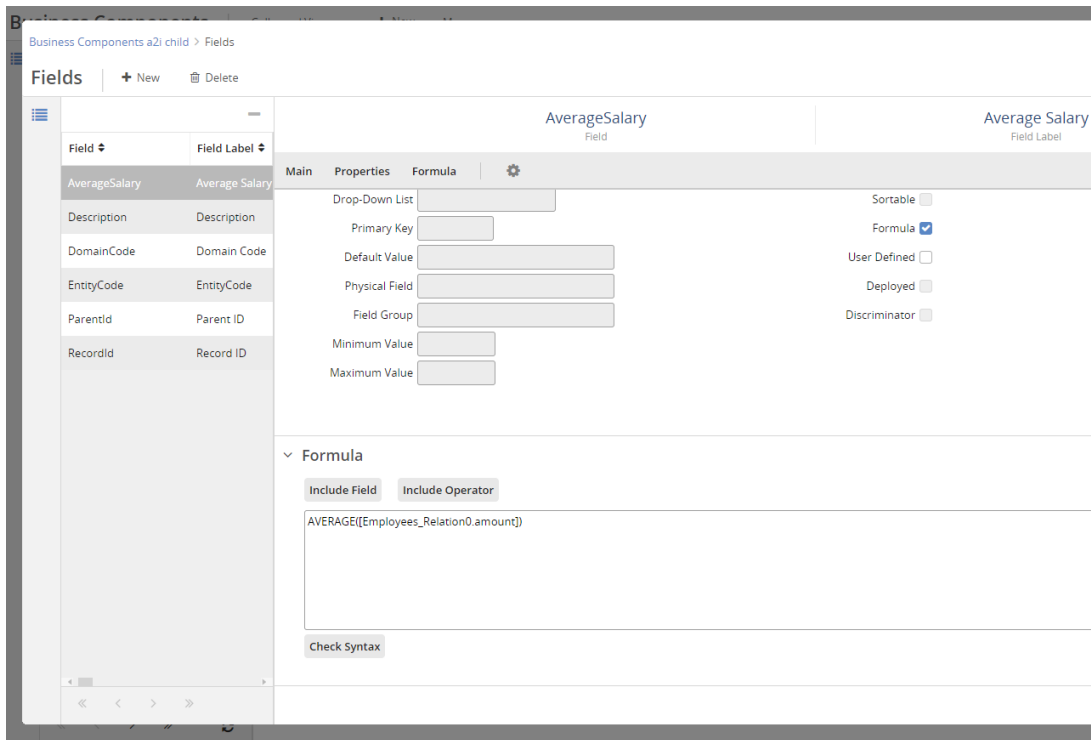 Business Components
Business Components a2i child > Fields
Fields
New
Delete
Field
Field Label
AverageSalary
Average Salary
Description
Description
DomainCode
Domain Code
EntityCode
EntityCode
ParentId
Parent ID
RecordId
Record ID
AverageSalary
Field
Average Salary
Field Label
Main
Properties
Formula
Drop-Down List
Primary Key
Default Value
Physical Field
Field Group
Minimum Value
Maximum Value
Sortable
Formula
User Defined
Deployed
Discriminator
Formula
Include Field
Include Operator
AVERAGE([Employees_Relation0.amount])
Check Syntax